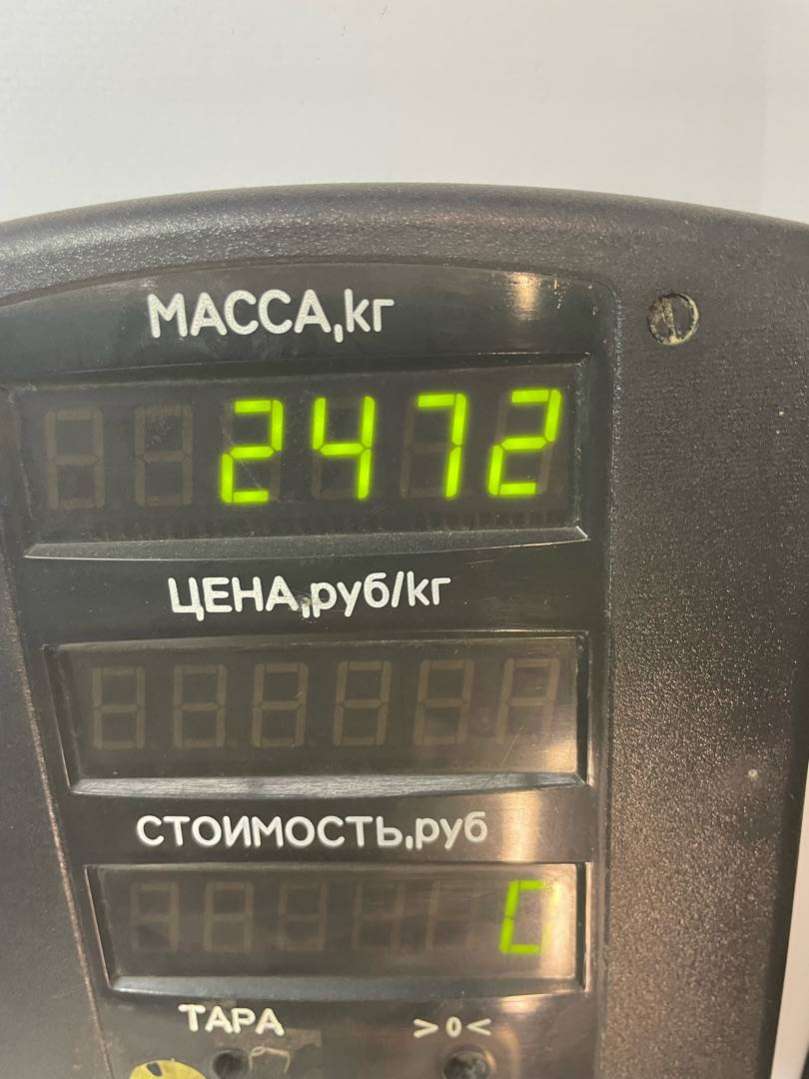 МАССА,кг
2472
ЦЕНА,руб/кг
СТОИМОСТЬ,руб
С
ТАРА
>0<